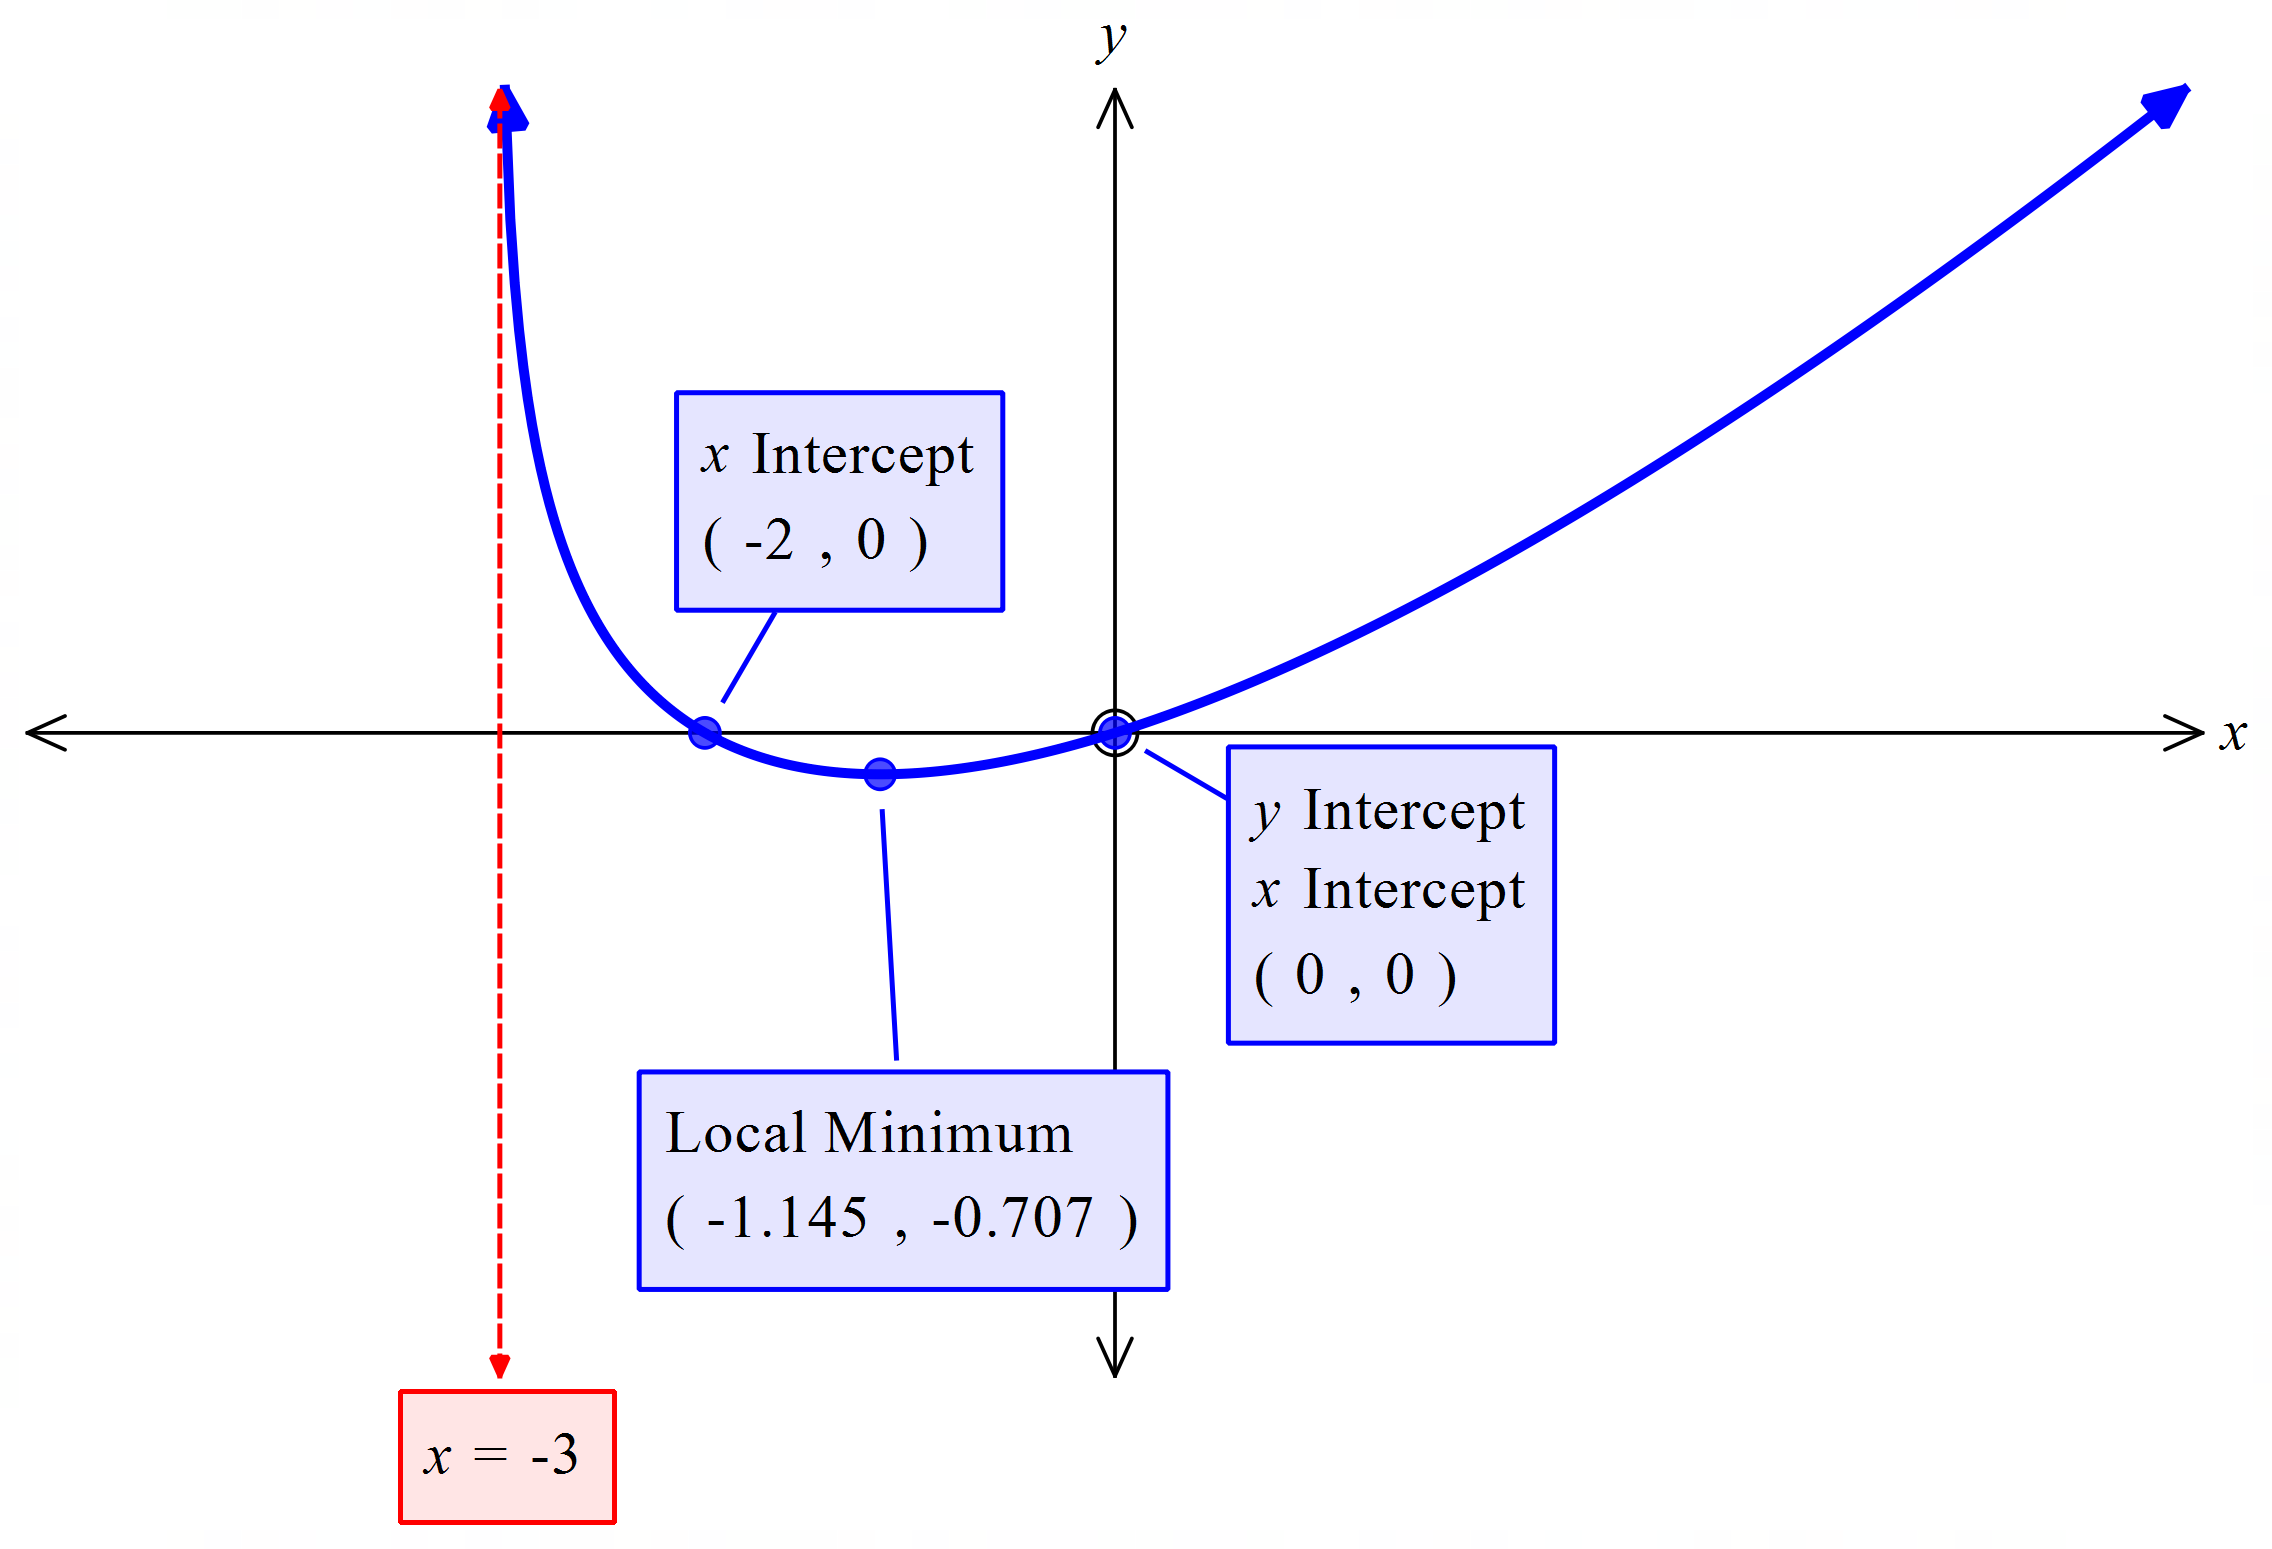 y
x Intercept
( -2 , 0 )
x
y Intercept
x Intercept
( 0 , 0 )
Local Minimum
( -1.145 , -0.707 )
x = -3